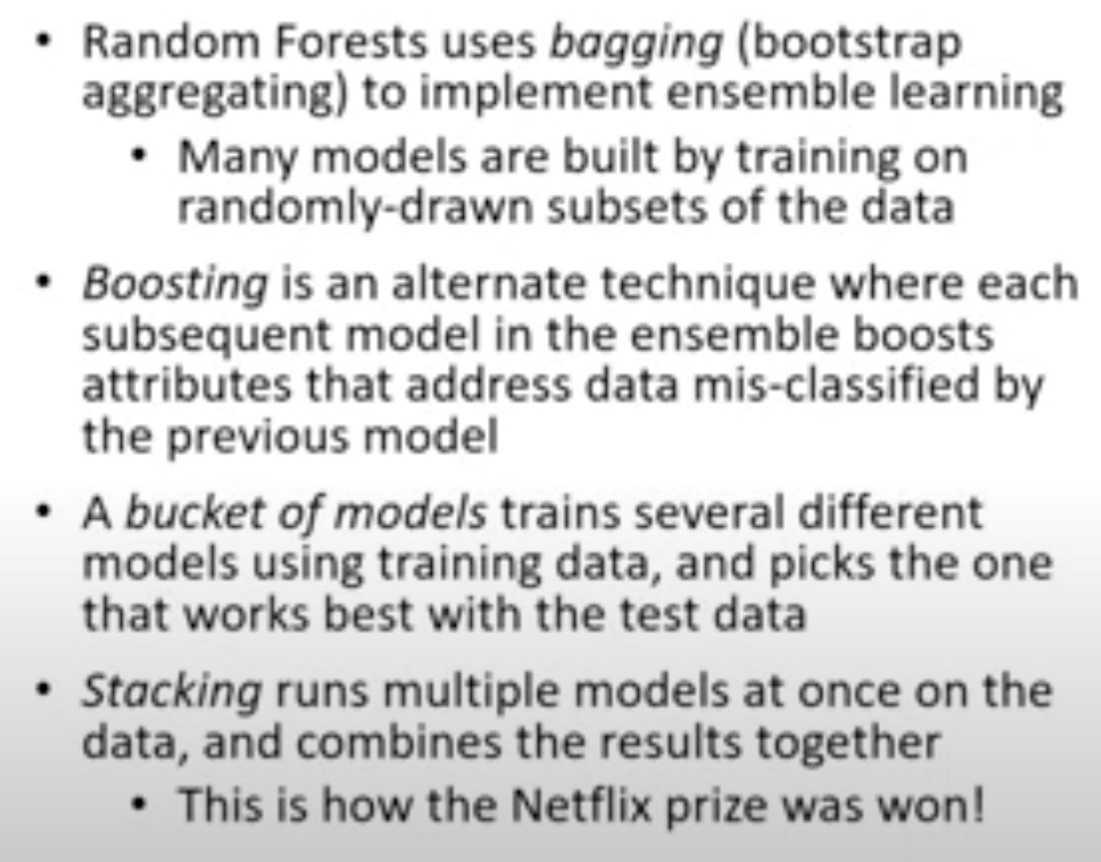 • Random Forests uses bagging (bootstrap
aggregating) to implement ensemble learning
• Many models are built by training on
randomly-drawn subsets of the data
• Boosting is an alternate technique where each
subsequent model in the ensemble boosts
attributes that address data mis-classified by
the previous model
• A bucket of models trains several different
models using training data, and picks the one
that works best with the test data
• Stacking runs multiple models at once on the
data, and combines the results together
• This is how the Netflix prize was won!